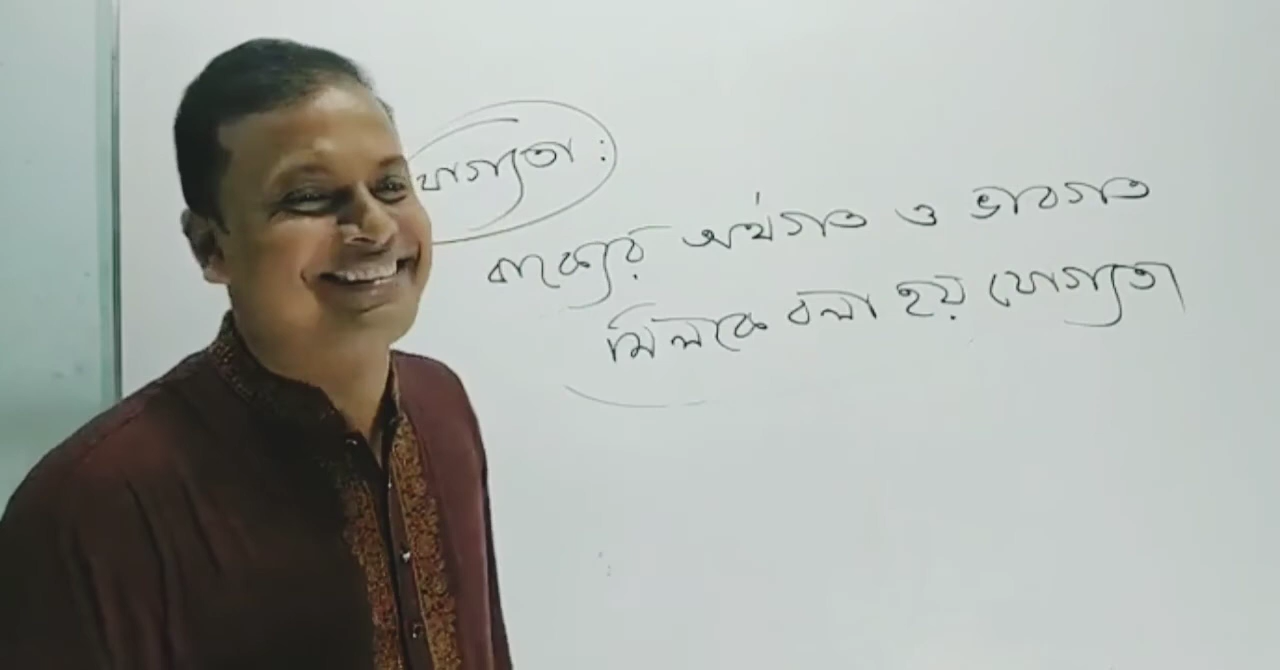 যোগ্যতা :
বাক্যের অর্থগত ও ভাবগত
মিলকে বলা হয় যোগ্যতা